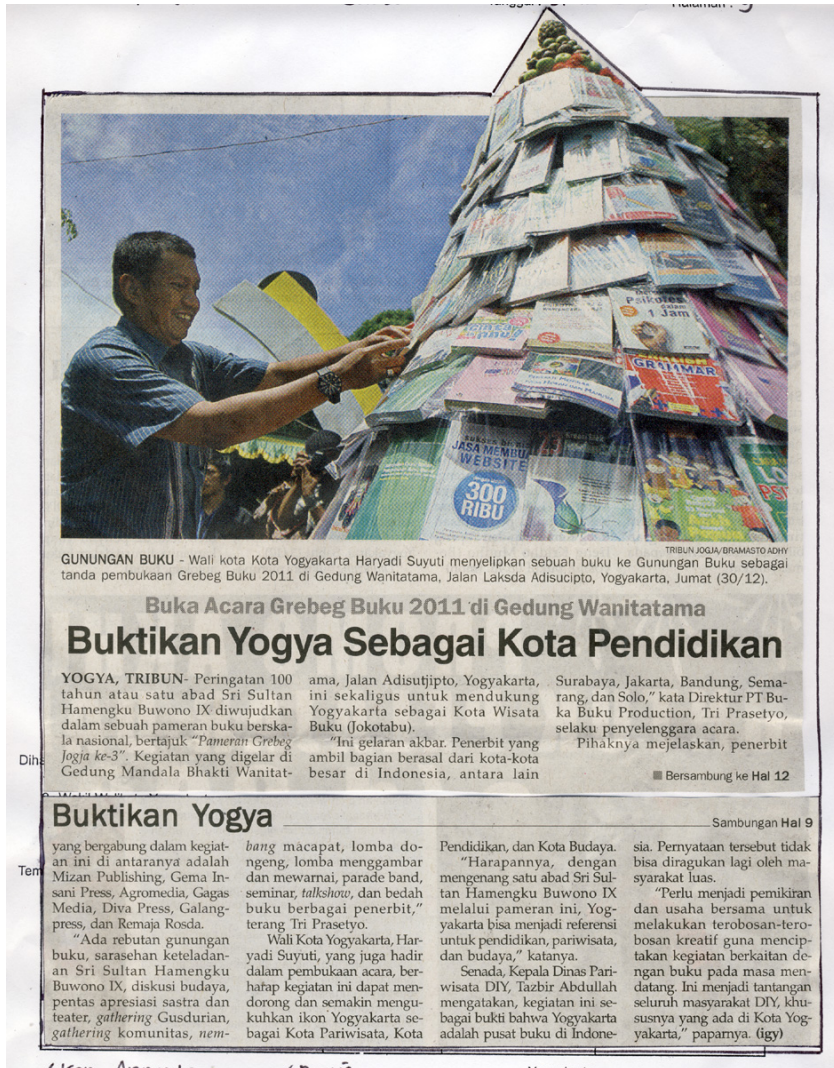 Halaman :
Psikotes
1 Jam
GRAMMAR
JASA MEMBU
WEBSITE
300
RIBU
TRIBUN JOGJA/BRAMASTO ADHY
GUNUNGAN BUKU - Wali kota Kota Yogyakarta Haryadi Suyuti menyelipkan sebuah buku ke Gunungan Buku sebagai
tanda pembukaan Grebeg Buku 2011 di Gedung Wanitatama, Jalan Laksda Adisucipto, Yogyakarta, Jumat (30/12).
Buka Acara Grebeg Buku 2011 di Gedung Wanitatama
Buktikan Yogya Sebagai Kota Pendidikan
YOGYA, TRIBUN- Peringatan 100
tahun atau satu abad Sri Sultan
Hamengku Buwono IX diwujudkan
dalam sebuah pameran buku berska-
la nasional, bertajuk "Pameran Grebeg
Jogja ke-3". Kegiatan yang digelar di
Gedung Mandala Bhakti Wanitat-
ama, Jalan Adisutjipto, Yogyakarta,
ini sekaligus untuk mendukung
Yogyakarta sebagai Kota Wisata
Buku (Jokotabu).
"Ini gelaran akbar. Penerbit yang
ambil bagian berasal dari kota-kota
besar di Indonesia, antara lain
Surabaya, Jakarta, Bandung, Sema-
rang, dan Solo," kata Direktur PT Bu-
ka Buku Production, Tri Prasetyo,
selaku penyelenggara acara.
Pihaknya mejelaskan, penerbit
Bersambung ke Hal 12
Buktikan Yogya
Sambungan Hal 9
yang bergabung dalam kegiat-
an ini di antaranya adalah
Mizan Publishing, Gema In-
sani Press, Agromedia, Gagas
Media, Diva Press, Galang-
press, dan Remaja Rosda.
"Ada rebutan gunungan
buku, sarasehan keteladan-
an Sri Sultan Hamengku
Buwono IX, diskusi budaya,
pentas apresiasi sastra dan
teater, gathering Gusdurian,
gathering komunitas, nem-
bang macapat, lomba do-
ngeng, lomba menggambar
dan mewarnai, parade band,
seminar, talkshow, dan bedah
buku berbagai penerbit,"
terang Tri Prasetyo.
Wali Kota Yogyakarta, Har-
yadi Suyuti, yang juga hadir
dalam pembukaan acara, ber-
harap kegiatan ini dapat men-
dorong dan semakin mengu-
kuhkan ikon Yogyakarta se-
bagai Kota Pariwisata, Kota
Pendidikan, dan Kota Budaya.
"Harapannya, dengan
mengenang satu abad Sri Sul-
tan Hamengku Buwono IX
melalui pameran ini, Yog-
yakarta bisa menjadi referensi
untuk pendidikan, pariwisata,
dan budaya," katanya.
Senada, Kepala Dinas Pari-
wisata DIY, Tazbir Abdullah
mengatakan, kegiatan ini se-
bagai bukti bahwa Yogyakarta
adalah pusat buku di Indone-
sia. Pernyataan tersebut tidak
bisa diragukan lagi oleh ma-
syarakat luas.
"Perlu menjadi pemikiran
dan usaha bersama untuk
melakukan terobosan-tero-
bosan kreatif guna mencip-
takan kegiatan berkaitan de-
ngan buku pada masa men-
datang. Ini menjadi tantangan
seluruh masyarakat DIY, khu-
susnya yang ada di Kota Yog-
yakarta," paparnya. (igy)